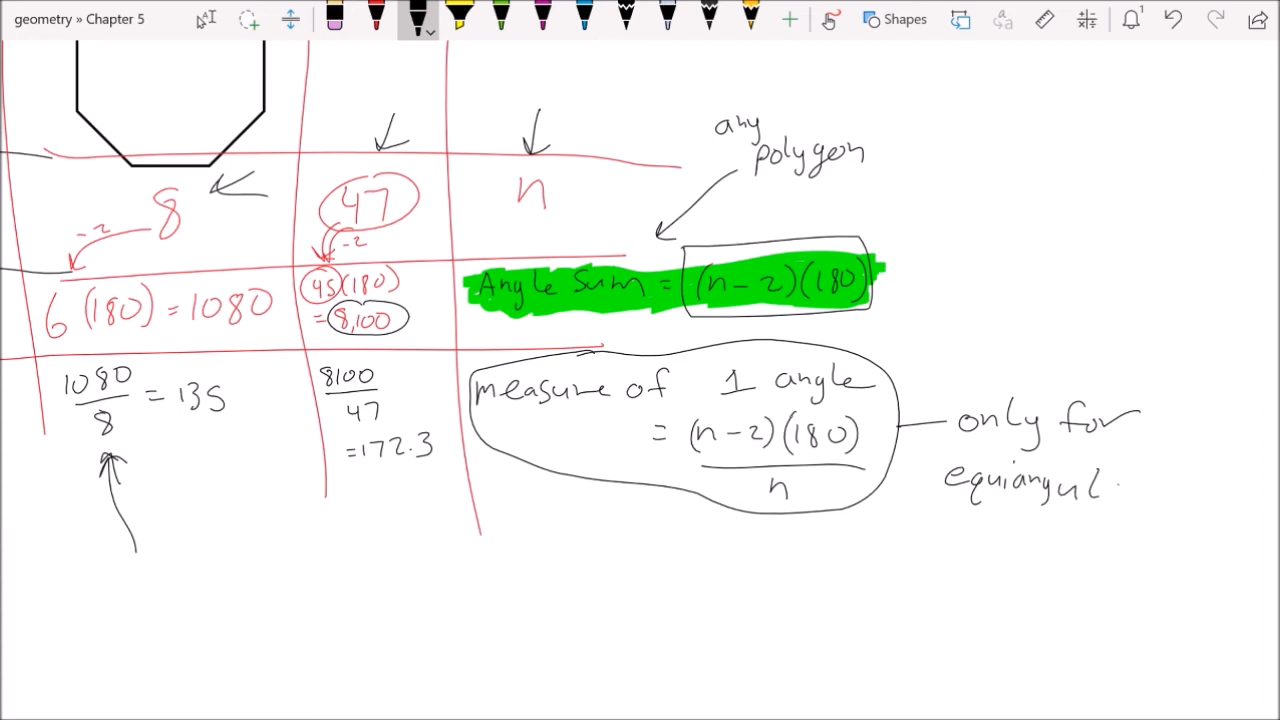 geometry » Chapter 5
Shapes
any
polygon
8
47
n
-2
-2
6 (180) = 1080
45(180)
= 8,100
Angle Sum = (n-2)(180)
1080
8
= 135
8100
47
=172.3
measure of 1 angle
= (n-2)(180)
n
only for
equiangul